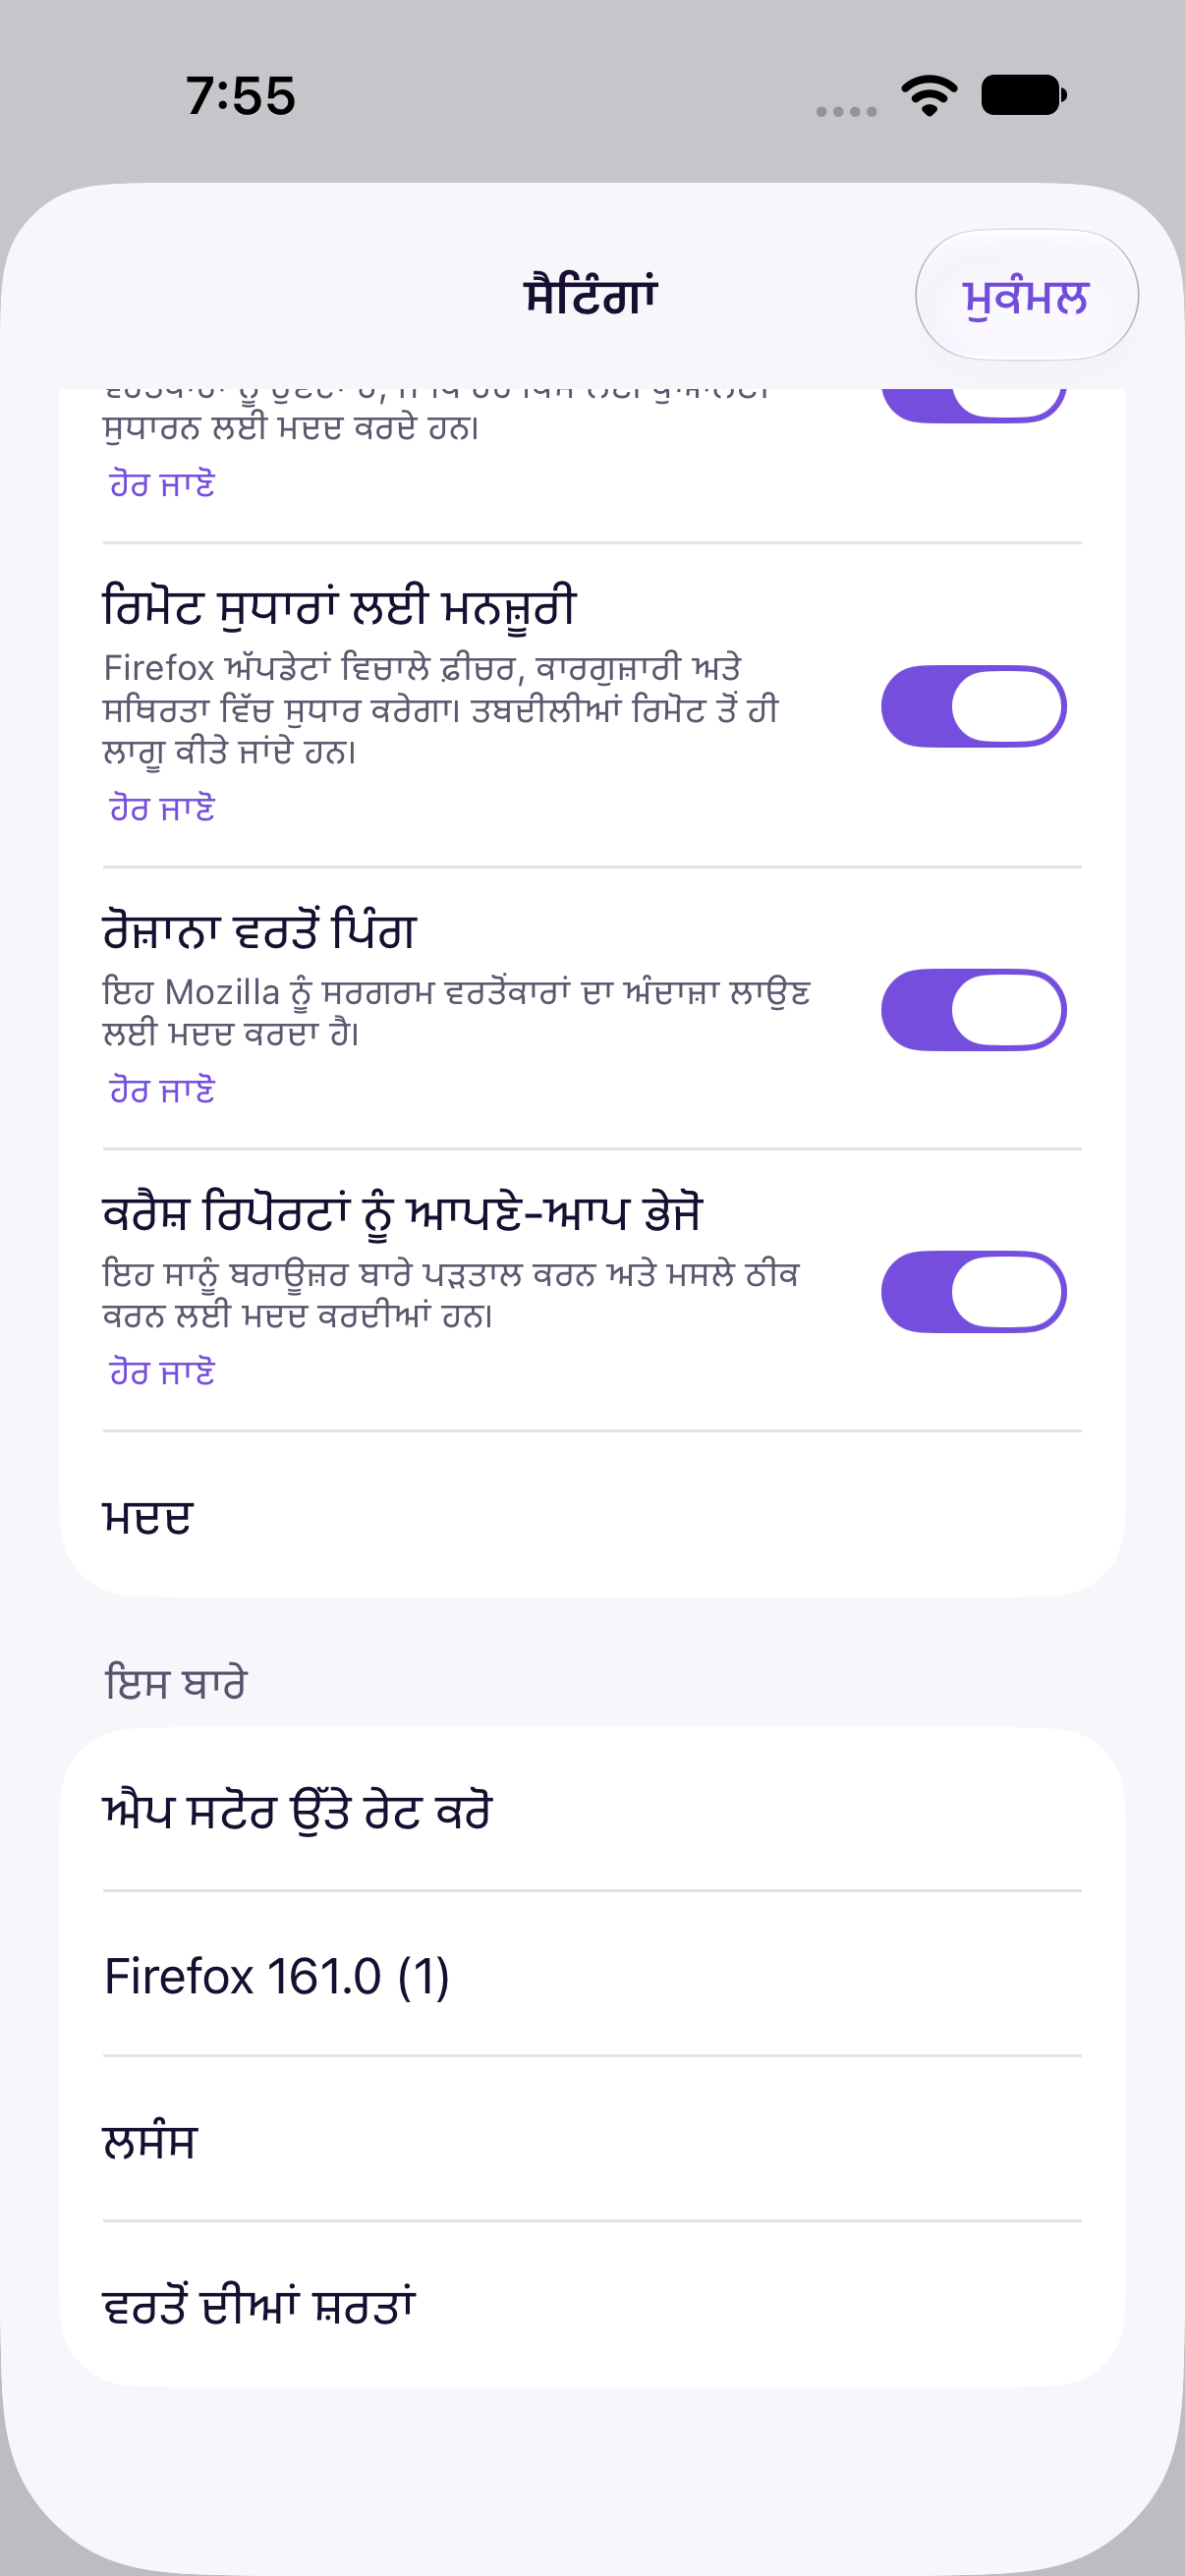 7:55
ਸੈਟਿੰਗਾਂ
ਮੁਕੰਮਲ
ਸੁਧਾਰਨ ਲਈ ਮਦਦ ਕਰਦੇ ਹਨ।
ਹੋਰ ਜਾਣੋ
ਰਿਮੋਟ ਸੁਧਾਰਾਂ ਲਈ ਮਨਜ਼ੂਰੀ
Firefox ਅੱਪਡੇਟਾਂ ਵਿਚਾਲੇ ਫ਼ੀਚਰ, ਕਾਰਗੁਜ਼ਾਰੀ ਅਤੇ
ਸਥਿਰਤਾ ਵਿੱਚ ਸੁਧਾਰ ਕਰੇਗਾ। ਤਬਦੀਲੀਆਂ ਰਿਮੋਟ ਤੋਂ ਹੀ
ਲਾਗੂ ਕੀਤੇ ਜਾਂਦੇ ਹਨ।
ਹੋਰ ਜਾਣੋ
ਰੋਜ਼ਾਨਾ ਵਰਤੋਂ ਪਿੰਗ
ਇਹ Mozilla ਨੂੰ ਸਰਗਰਮ ਵਰਤੋਂਕਾਰਾਂ ਦਾ ਅੰਦਾਜ਼ਾ ਲਾਉਣ
ਲਈ ਮਦਦ ਕਰਦਾ ਹੈ।
ਹੋਰ ਜਾਣੋ
ਕਰੈਸ਼ ਰਿਪੋਰਟਾਂ ਨੂੰ ਆਪਣੇ-ਆਪ ਭੇਜੋ
ਇਹ ਸਾਨੂੰ ਬਰਾਊਜ਼ਰ ਬਾਰੇ ਪੜਤਾਲ ਕਰਨ ਅਤੇ ਮਸਲੇ ਠੀਕ
ਕਰਨ ਲਈ ਮਦਦ ਕਰਦੀਆਂ ਹਨ।
ਹੋਰ ਜਾਣੋ
ਮਦਦ
ਇਸ ਬਾਰੇ
ਐਪ ਸਟੋਰ ਉੱਤੇ ਰੇਟ ਕਰੋ
Firefox 161.0 (1)
ਲਸੰਸ
ਵਰਤੋਂ ਦੀਆਂ ਸ਼ਰਤਾਂ